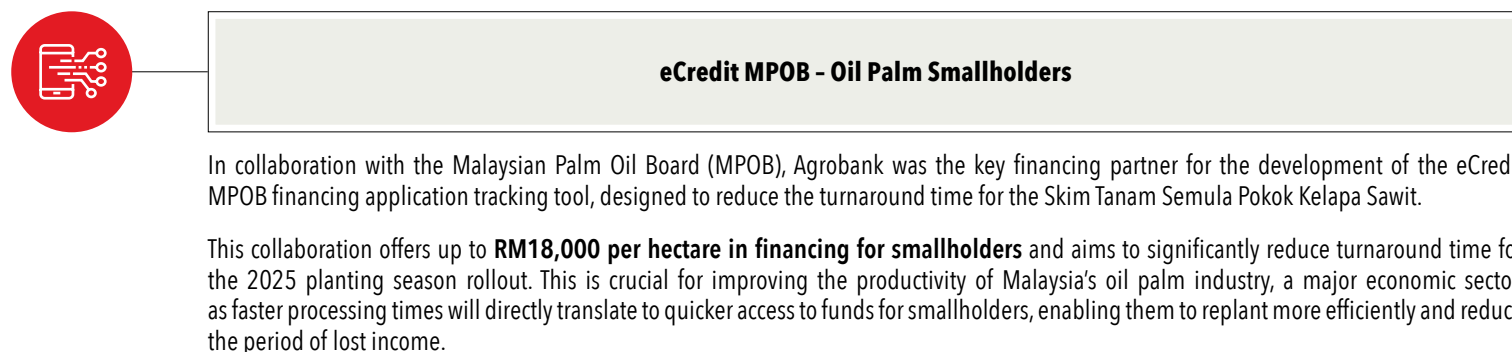 eCredit MPOB – Oil Palm Smallholders
In collaboration with the Malaysian Palm Oil Board (MPOB), Agrobank was the key financing partner for the development of the eCred
MPOB financing application tracking tool, designed to reduce the turnaround time for the Skim Tanam Semula Pokok Kelapa Sawit.
This collaboration offers up to RM18,000 per hectare in financing for smallholders and aims to significantly reduce turnaround time fo
the 2025 planting season rollout. This is crucial for improving the productivity of Malaysia's oil palm industry, a major economic secto
as faster processing times will directly translate to quicker access to funds for smallholders, enabling them to replant more efficiently and reduc
the period of lost income.